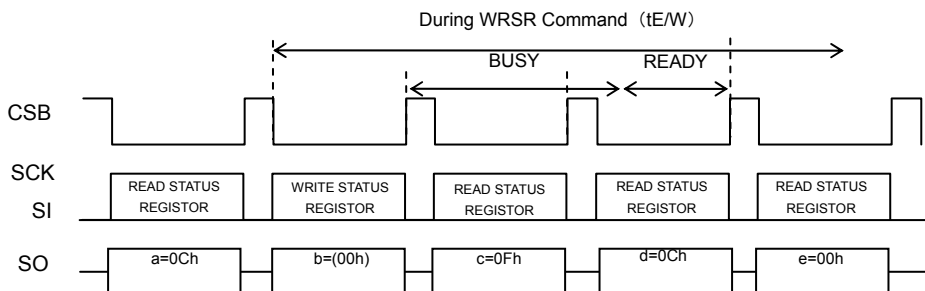 During WRSR Command（tE/W）
BUSY
READY
CSB
SCK
SI
READ STATUS
REGISTOR
WRITE STATUS
REGISTOR
READ STATUS
REGISTOR
READ STATUS
REGISTOR
READ STATUS
REGISTOR
SO
a=0Ch
b=(00h)
c=0Fh
d=0Ch
e=00h